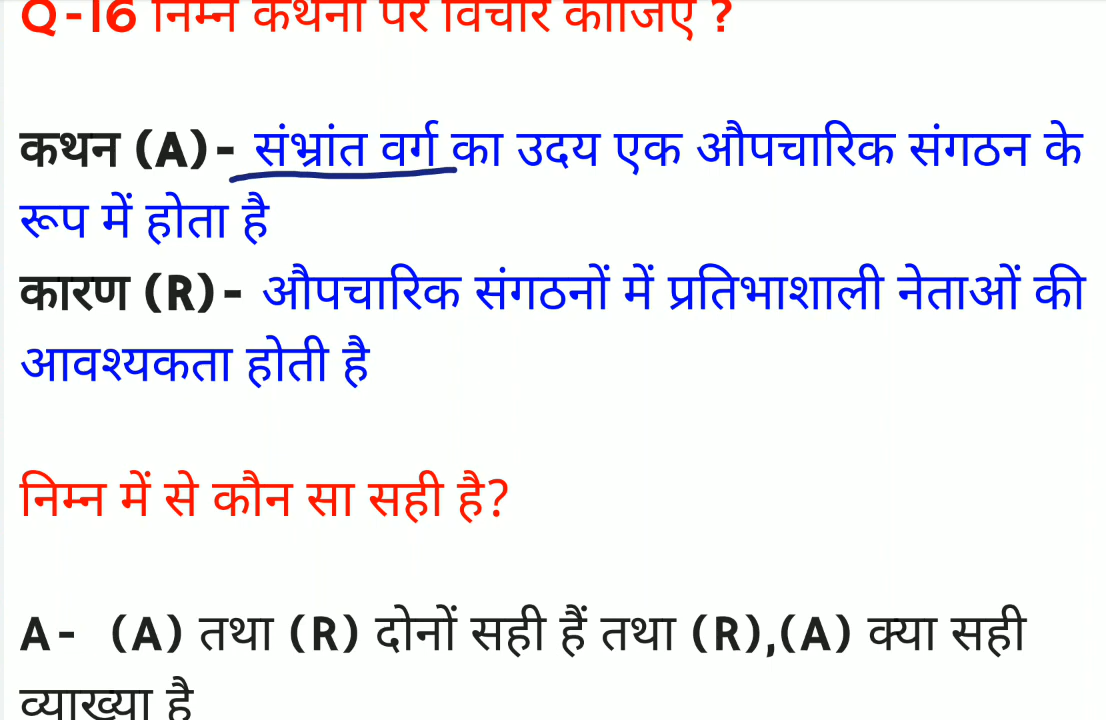 Q-16 निम्न कथनों पर विचार कीजिए ?
कथन (A)- संभ्रांत वर्ग का उदय एक औपचारिक संगठन के
रूप में होता है
कारण (R)- औपचारिक संगठनों में प्रतिभाशाली नेताओं की
आवश्यकता होती है
निम्न में से कौन सा सही है?
A- (A) तथा (R) दोनों सही हैं तथा (R),(A) क्या सही
व्याख्या है